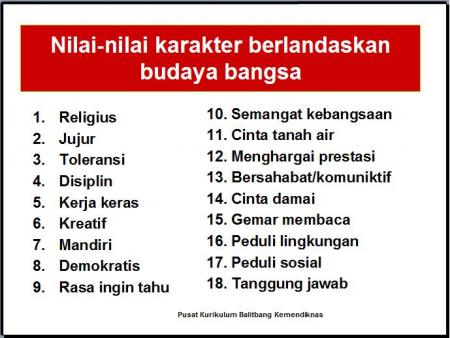 Nilai-nilai karakter berlandaskan
budaya bangsa
1. Religius
2. Jujur
3. Toleransi
4. Disiplin
5. Kerja keras
6. Kreatif
7. Mandiri
8. Demokratis
9. Rasa ingin tahu
10. Semangat kebangsaan
11. Cinta tanah air
12. Menghargai prestasi
13. Bersahabat/komuniktif
14. Cinta damai
15. Gemar membaca
16. Peduli lingkungan
17. Peduli sosial
18. Tanggung jawab
Pusat Kurikulum Balitbang Kemendiknas